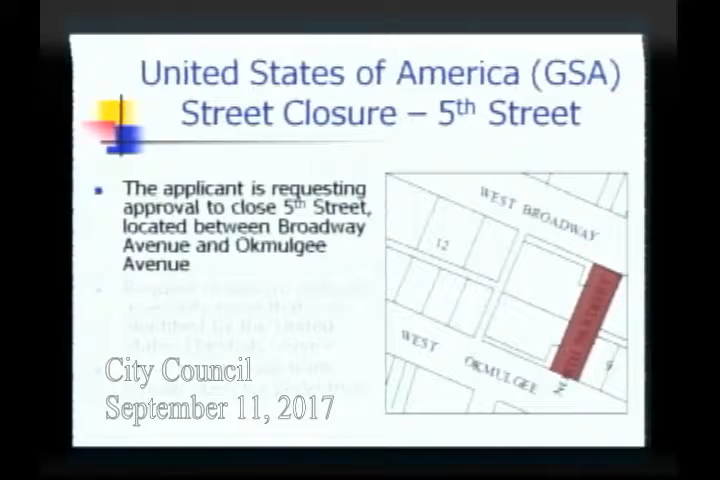 United States of America (GSA)
Street Closure – 5th Street
The applicant is requesting
approval to close 5th Street,
located between Broadway
Avenue and Okmulgee
Avenue
City Council
September 11, 2017
WEST BROADWAY
12
WEST OKMULGEE
9